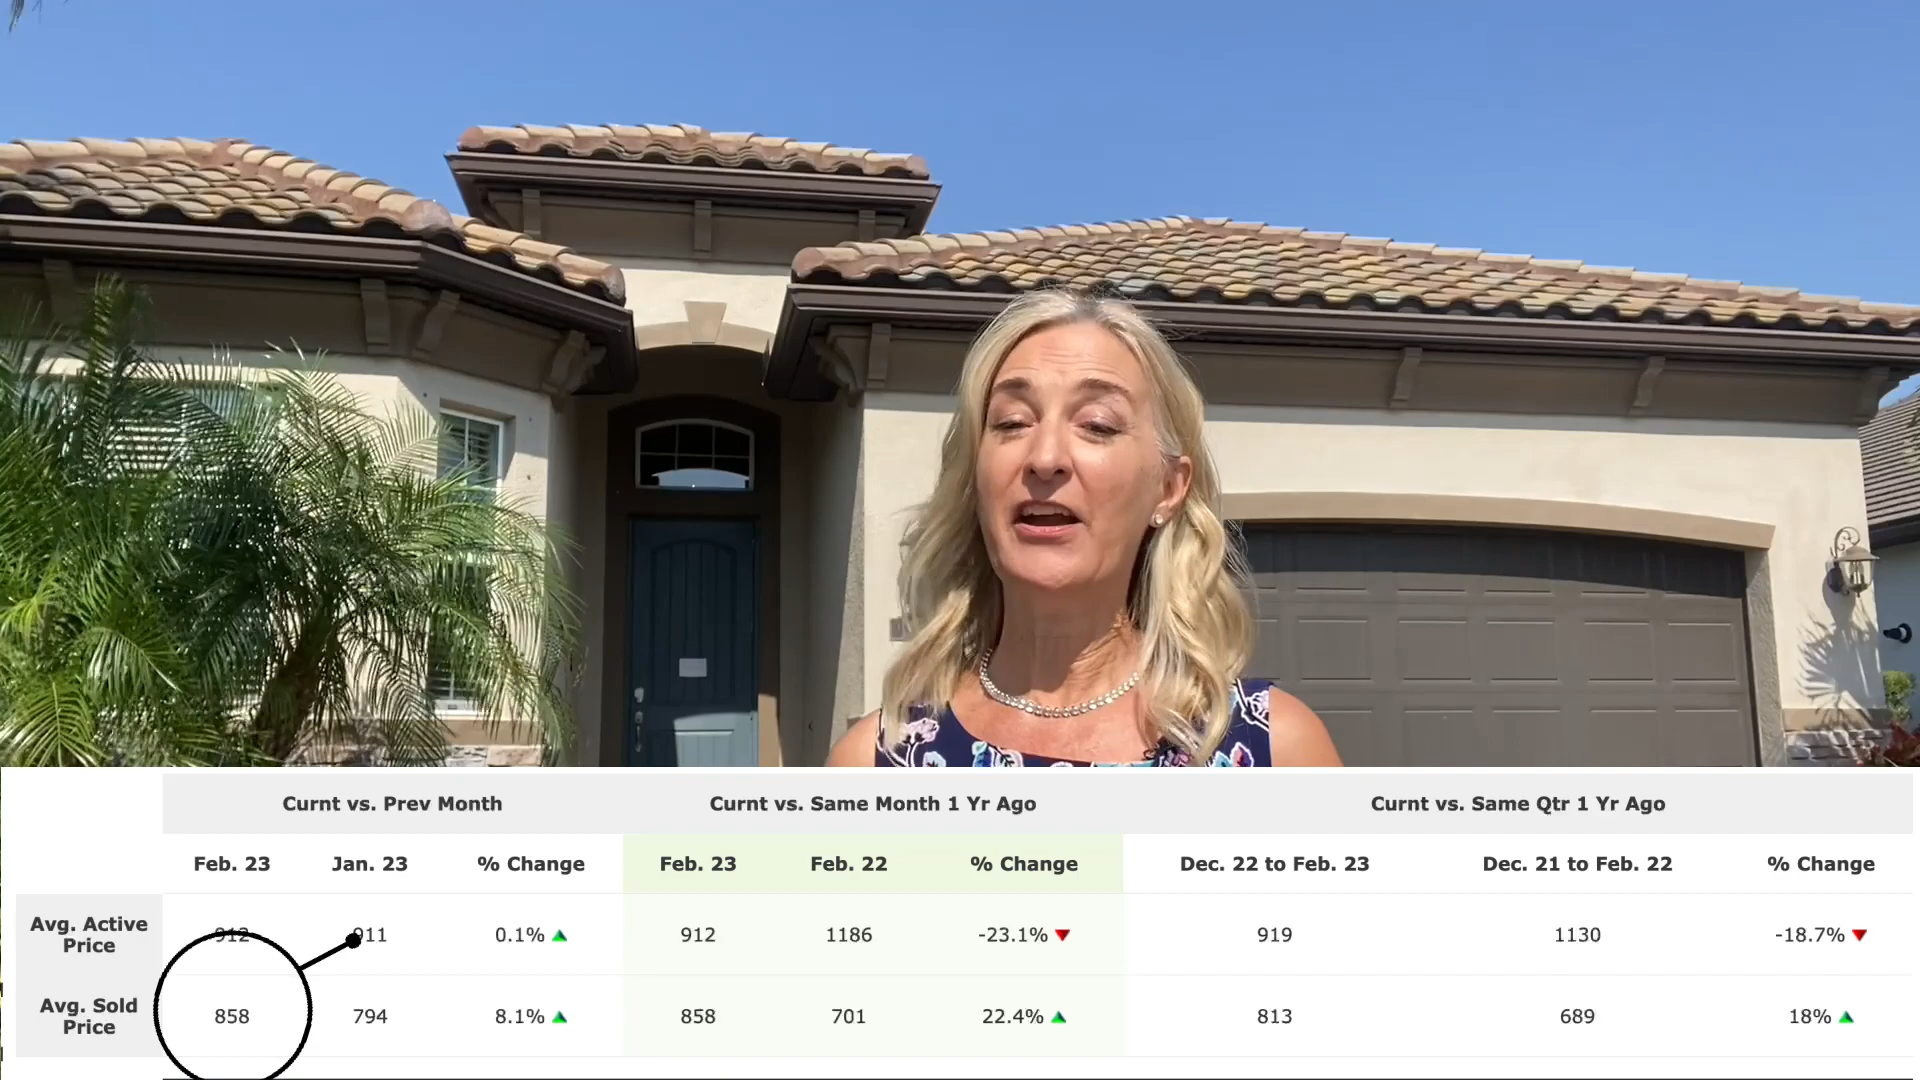 Curnt vs. Prev Month Curnt vs. Same Month 1 Yr Ago Curnt vs. Same Qtr 1 Yr Ago
Feb. 23 Jan. 23 % Change Feb. 23 Feb. 22 % Change Dec. 22 to Feb. 23 Dec. 21 to Feb. 22 % Change
Avg. Active
Price
912 911 0.1% 912 1186 -23.1% 919 1130 -18.7%
Avg. Sold
Price
858 794 8.1% 858 701 22.4% 813 689 18%